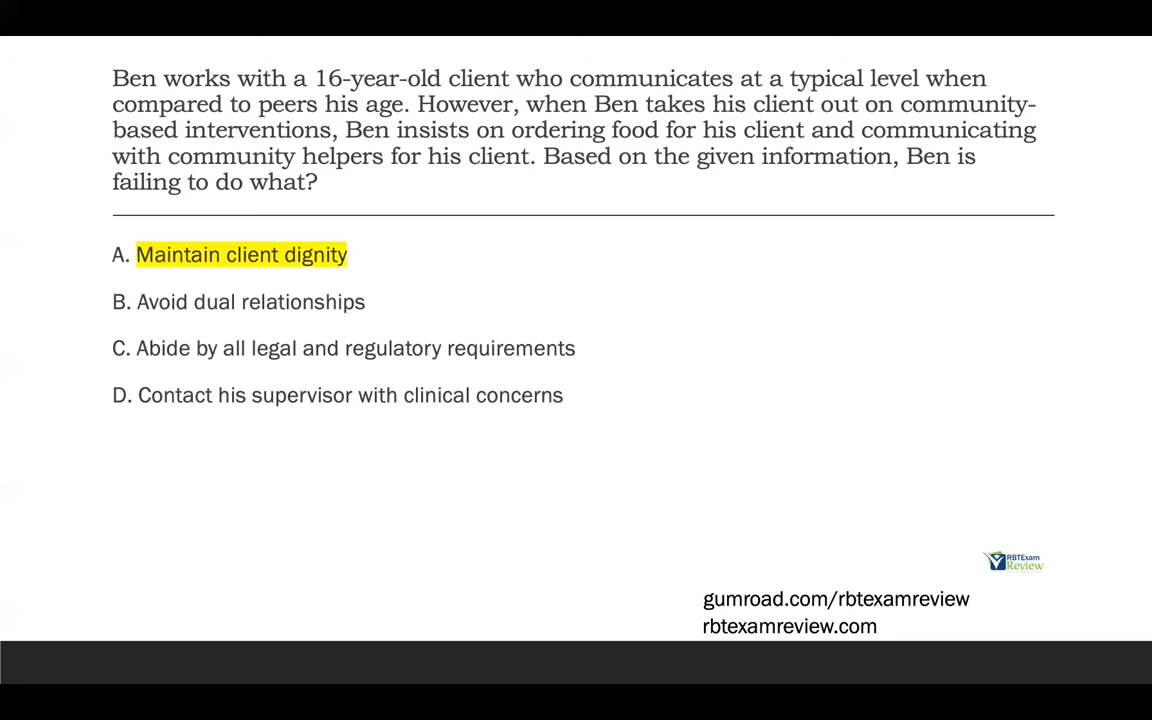 Ben works with a 16-year-old client who communicates at a typical level when
compared to peers his age. However, when Ben takes his client out on community-
based interventions, Ben insists on ordering food for his client and communicating
with community helpers for his client. Based on the given information, Ben is
failing to do what?
A. Maintain client dignity
B. Avoid dual relationships
C. Abide by all legal and regulatory requirements
D. Contact his supervisor with clinical concerns
RBTExam
Review
gumroad.com/rbtexamreview
rbtexamreview.com